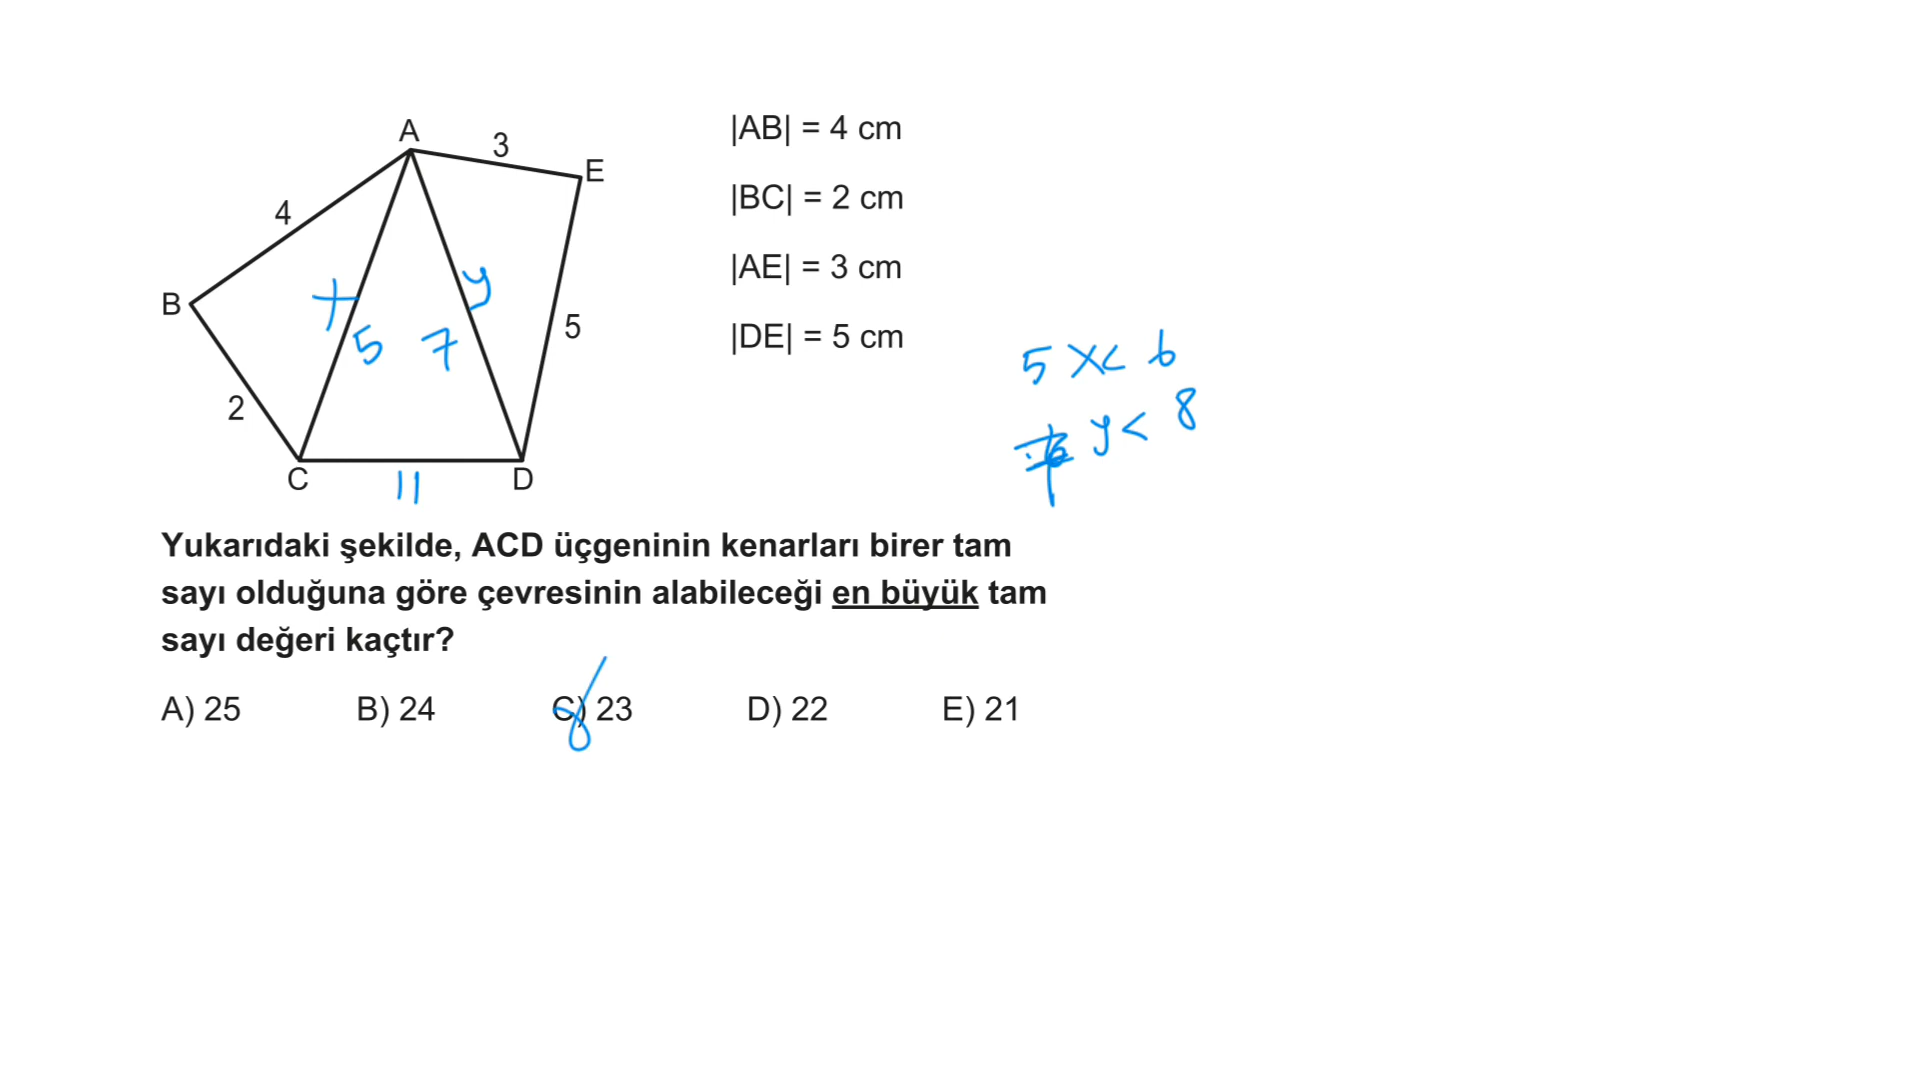 A
3
E
|AB| = 4 cm
4
|BC| = 2 cm
x
y
|AE| = 3 cm
B
5
7
5
|DE| = 5 cm
5 x < 6
2
y < 8
C
11
D
Yukarıdaki şekilde, ACD üçgeninin kenarları birer tam
sayı olduğuna göre çevresinin alabileceği en büyük tam
sayı değeri kaçtır?
A) 25 B) 24 C) 23 D) 22 E) 21